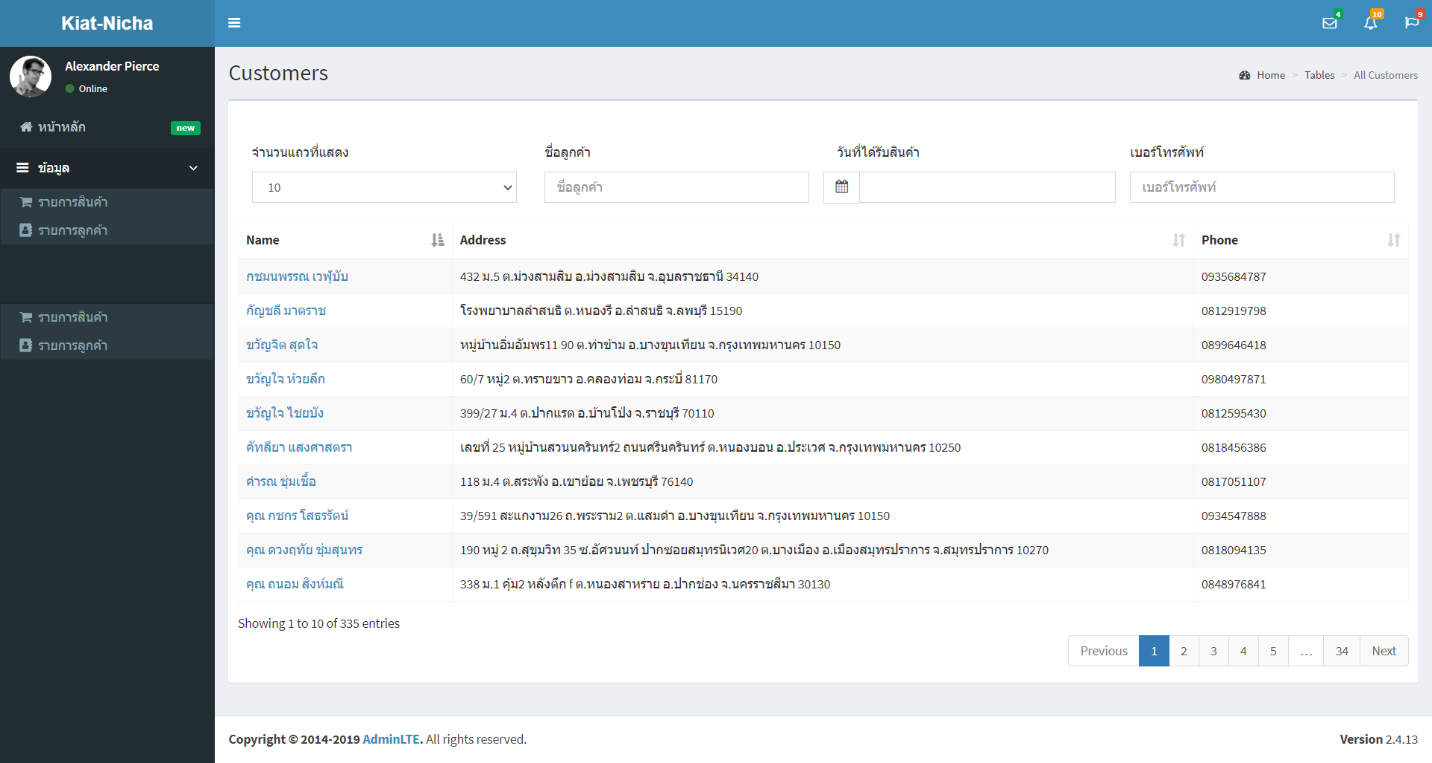 Kiat-Nicha
4 10 9
Alexander Pierce
Online
หน้าหลัก new
ข้อมูล
รายการสินค้า
รายการลูกค้า
รายการสินค้า
รายการลูกค้า
Customers
Home > Tables > All Customers
จำนวนแถวที่แสดง ชื่อลูกค้า วันที่ได้รับสินค้า เบอร์โทรศัพท์
10 ชื่อลูกค้า เบอร์โทรศัพท์
Name Address Phone
กชมนพรรณ เวฬุบัน 432 ม.5 ต.ม่วงสามสิบ อ.ม่วงสามสิบ จ.อุบลราชธานี 34140 0935684787
กัญชลี มาตราช โรงพยาบาลลำสนธิ ต.หนองรี อ.ลำสนธิ จ.ลพบุรี 15190 0812919798
ขวัญจิต สุดใจ หมู่บ้านอิ่มอัมพร11 90 ต.ท่าข้าม อ.บางขุนเทียน จ.กรุงเทพมหานคร 10150 0899646418
ขวัญใจ ห้วยลึก 60/7 หมู่2 ต.ทรายขาว อ.คลองท่อม จ.กระบี่ 81170 0980497871
ขวัญใจ ไชยบัง 399/27 ม.4 ต.ปากแรต อ.บ้านโป่ง จ.ราชบุรี 70110 0812595430
คัทลียา แสงศาสตรา เลขที่ 25 หมู่บ้านสวนนครินทร์2 ถนนศรีนครินทร์ ต.หนองบอน อ.ประเวศ จ.กรุงเทพมหานคร 10250 0818456386
คำรณ ชุ่มเชื้อ 118 ม.4 ต.สระพัง อ.เขาย้อย จ.เพชรบุรี 76140 0817051107
คุณ กชกร โสธรรัตน์ 39/591 สะแกงาม26 ถ.พระราม2 ต.แสมดำ อ.บางขุนเทียน จ.กรุงเทพมหานคร 10150 0934547888
คุณ ดวงฤทัย ชุ่มสุนทร 190 หมู่ 2 ถ.สุขุมวิท 35 ซ.อัศวนนท์ ปากซอยสมุทรนิเวศ20 ต.บางเมือง อ.เมืองสมุทรปราการ จ.สมุทรปราการ 10270 0818094135
คุณ ถนอม สิงห์มณี 338 ม.1 คุ้ม2 หลังตึก f ต.หนองสาหร่าย อ.ปากช่อง จ.นครราชสีมา 30130 0848976841
Showing 1 to 10 of 335 entries
Previous 1 2 3 4 5 … 34 Next
Copyright © 2014-2019 AdminLTE. All rights reserved. Version 2.4.13